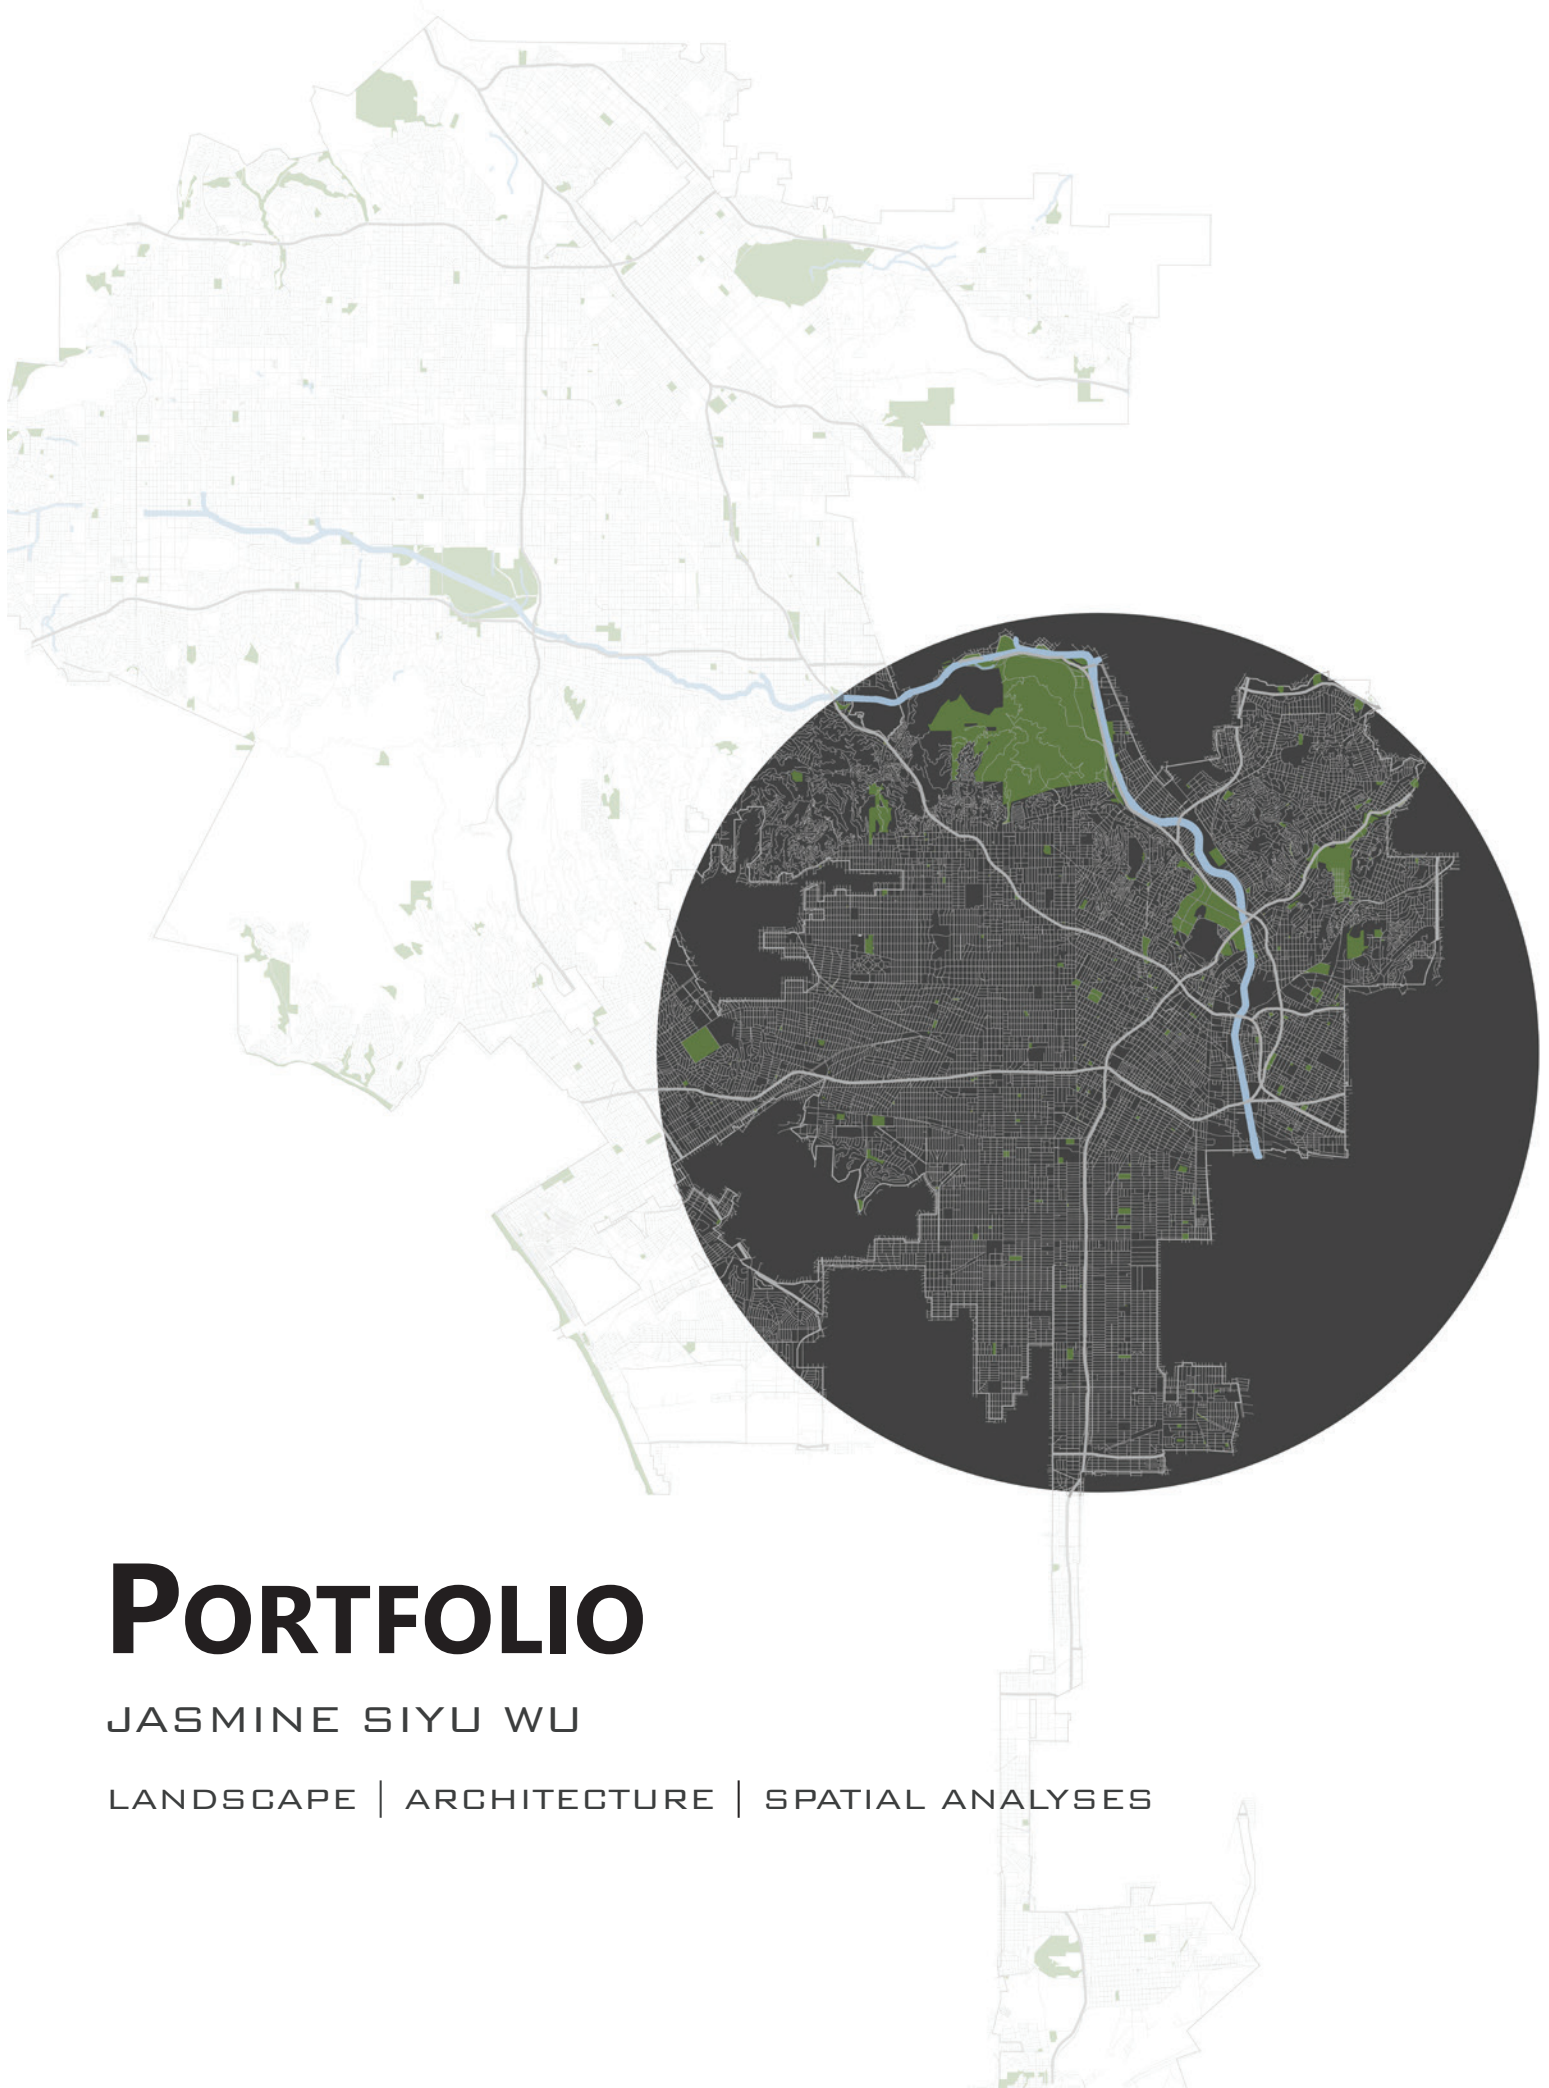 PORTFOLIO
JASMINE SIYU WU
LANDSCAPE | ARCHITECTURE | SPATIAL ANALYSES